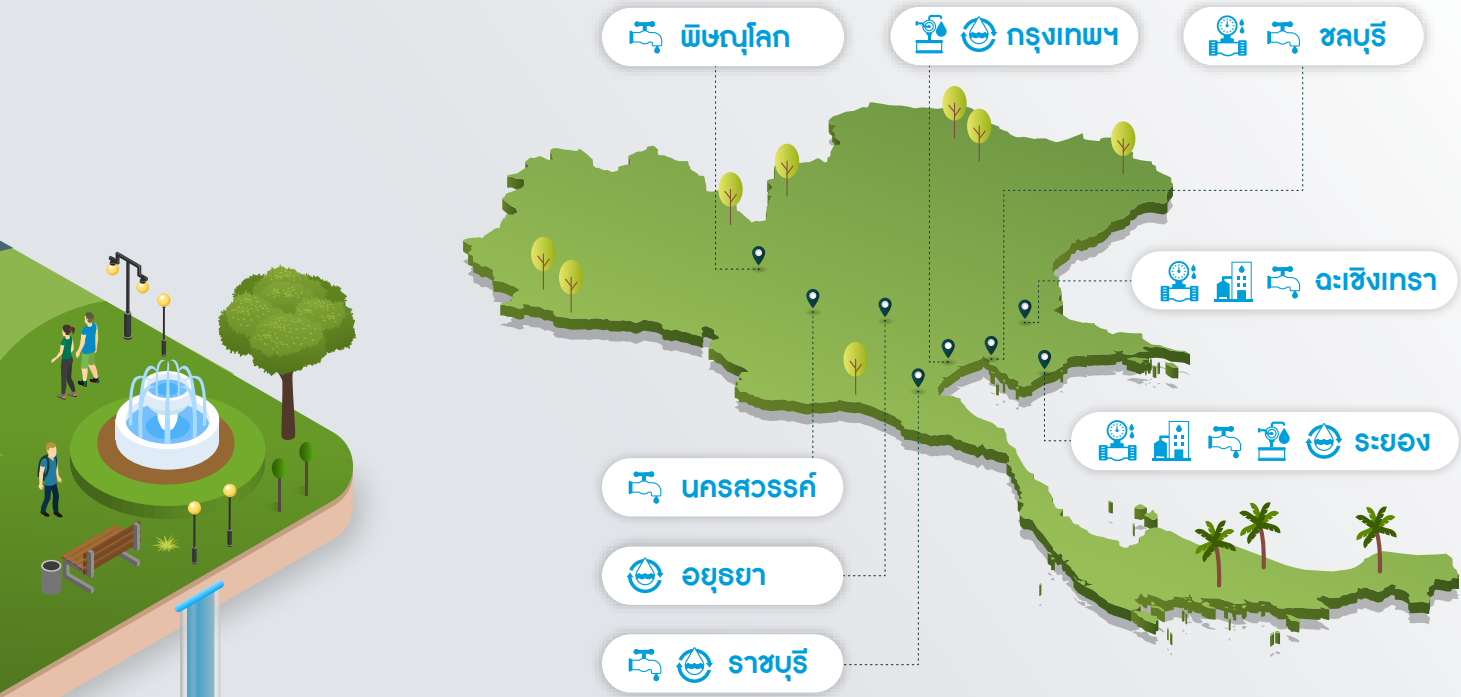 พิษณุโลก
กรุงเทพฯ
ชลบุรี
ฉะเชิงเทรา
ระยอง
นครสวรรค์
อยุธยา
ราชบุรี